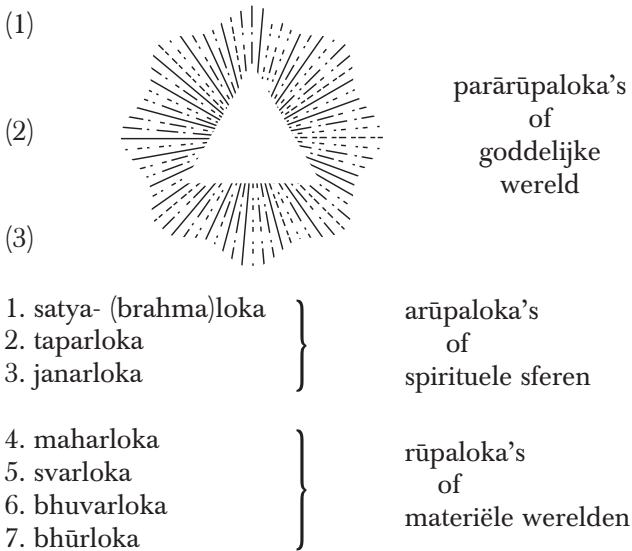 (1)
(2)
(3)
parārūpaloka’s
of
goddelijke
wereld
1. satya- (brahma)loka
2. taparloka
3. janarloka
arūpaloka’s
of
spirituele sferen
4. maharloka
5. svarloka
6. bhuvarloka
7. bhūrloka
rūpaloka’s
of
materiële werelden